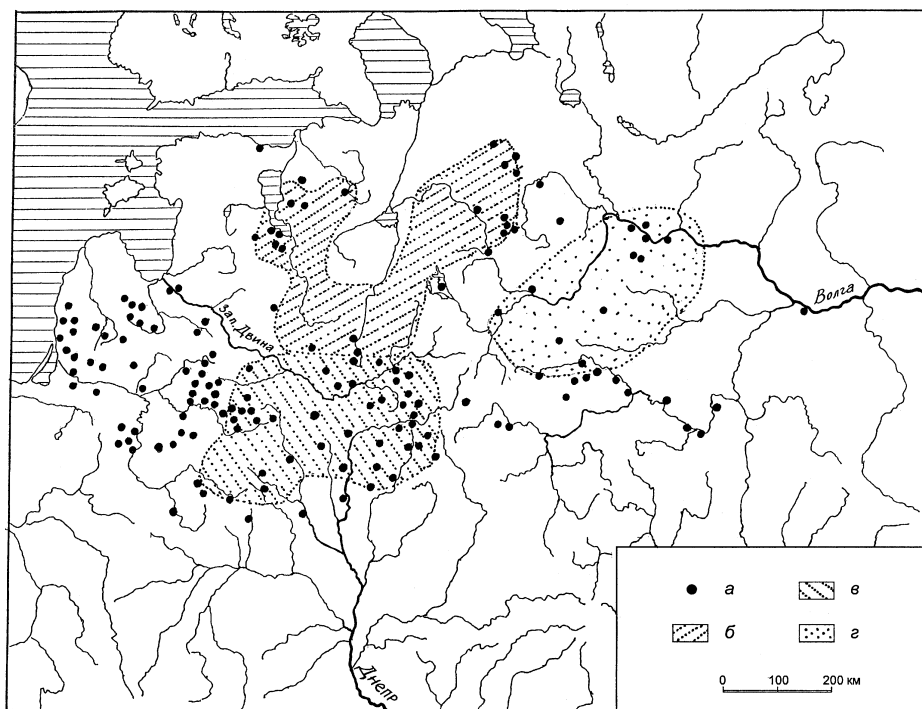 Зап. Двина
Волга
Днепр
а
в
б
г
0 100 200 км